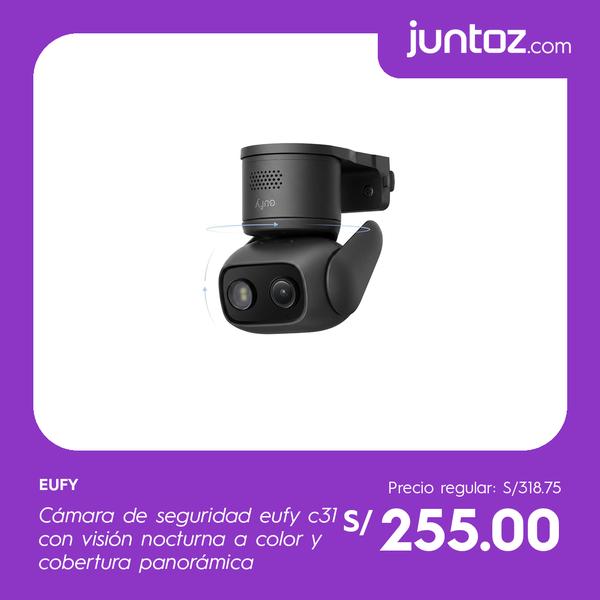 juntoz.com
eufy
EUFY
Cámara de seguridad eufy c31
con visión nocturna a color y
cobertura panorámica
Precio regular: S/318.75
S/ 255.00